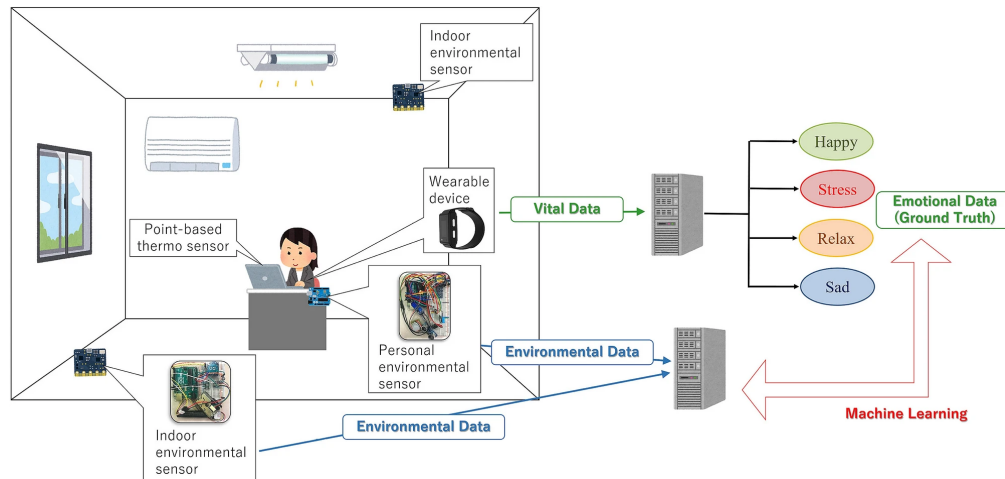 Indoor
environmental
sensor
Wearable
device
Point-based
thermo sensor
Personal
environmental
sensor
Indoor
environmental
sensor
Vital Data
Environmental Data
Environmental Data
Happy
Stress
Relax
Sad
Emotional Data
(Ground Truth)
Machine Learning